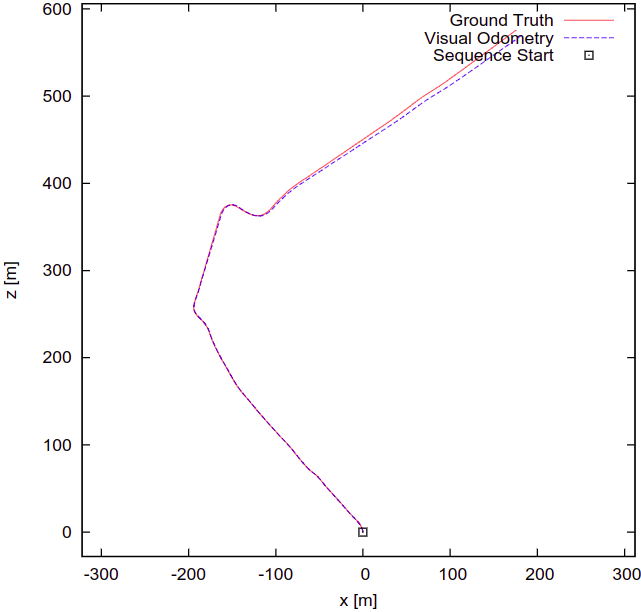 600
Ground Truth
Visual Odometry
Sequence Start
500
400
300
z [m]
200
100
0
-300 -200 -100 0 100 200 300
x [m]